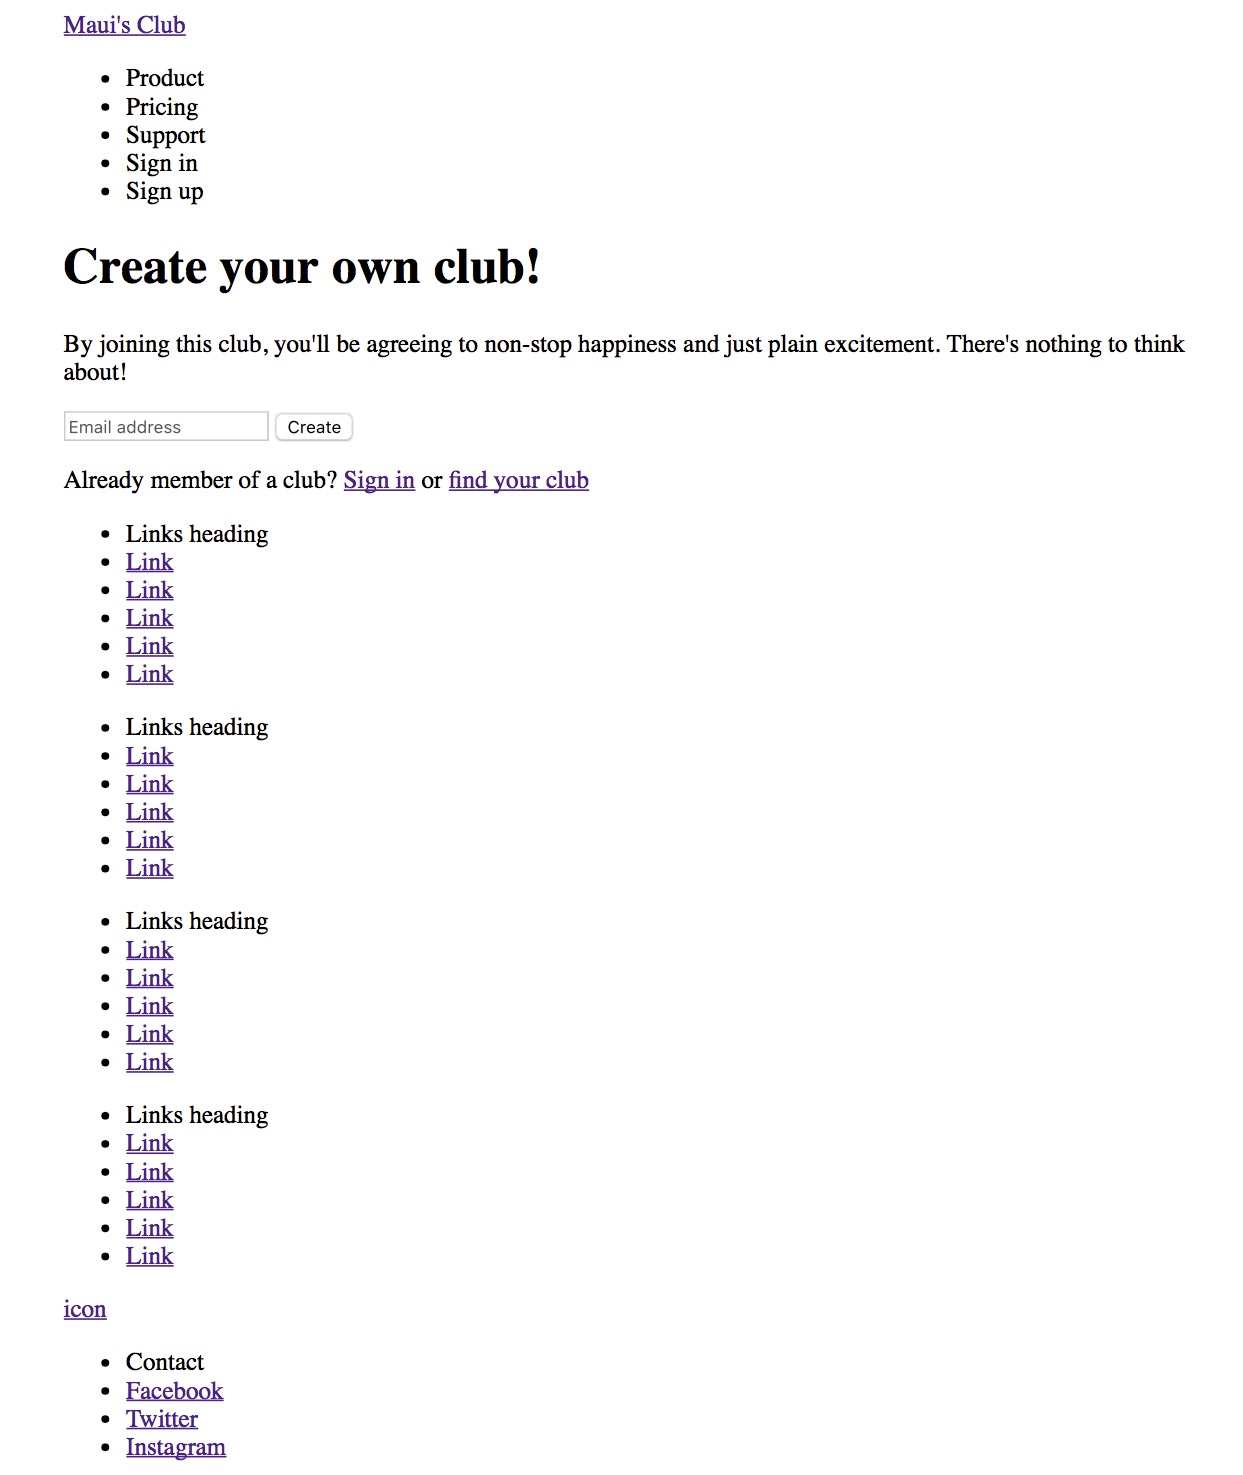 Maui's Club
Product
Pricing
Support
Sign in
Sign up
Create your own club!
By joining this club, you'll be agreeing to non-stop happiness and just plain excitement. There's nothing to think
about!
Email address Create
Already member of a club? Sign in or find your club
Links heading
Link
Link
Link
Link
Link
Links heading
Link
Link
Link
Link
Link
Links heading
Link
Link
Link
Link
Link
Links heading
Link
Link
Link
Link
Link
icon
Contact
Facebook
Twitter
Instagram